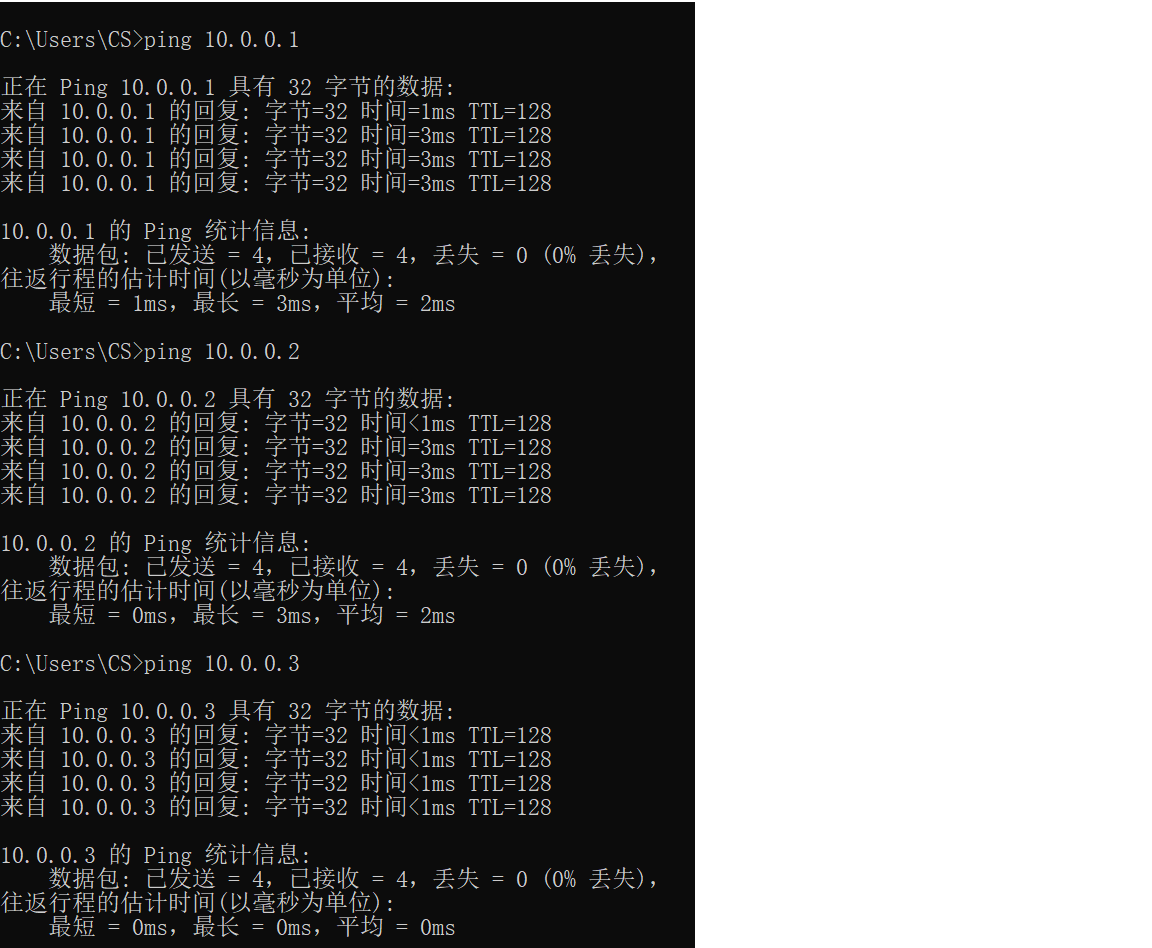 C:\Users\CS>ping 10.0.0.1
正在 Ping 10.0.0.1 具有 32 字节的数据:
来自 10.0.0.1 的回复: 字节=32 时间=1ms TTL=128
来自 10.0.0.1 的回复: 字节=32 时间=3ms TTL=128
来自 10.0.0.1 的回复: 字节=32 时间=3ms TTL=128
来自 10.0.0.1 的回复: 字节=32 时间=3ms TTL=128
10.0.0.1 的 Ping 统计信息:
    数据包: 已发送 = 4，已接收 = 4，丢失 = 0 (0% 丢失)，
往返行程的估计时间(以毫秒为单位):
    最短 = 1ms，最长 = 3ms，平均 = 2ms
C:\Users\CS>ping 10.0.0.2
正在 Ping 10.0.0.2 具有 32 字节的数据:
来自 10.0.0.2 的回复: 字节=32 时间<1ms TTL=128
来自 10.0.0.2 的回复: 字节=32 时间=3ms TTL=128
来自 10.0.0.2 的回复: 字节=32 时间=3ms TTL=128
来自 10.0.0.2 的回复: 字节=32 时间=3ms TTL=128
10.0.0.2 的 Ping 统计信息:
    数据包: 已发送 = 4，已接收 = 4，丢失 = 0 (0% 丢失)，
往返行程的估计时间(以毫秒为单位):
    最短 = 0ms，最长 = 3ms，平均 = 2ms
C:\Users\CS>ping 10.0.0.3
正在 Ping 10.0.0.3 具有 32 字节的数据:
来自 10.0.0.3 的回复: 字节=32 时间<1ms TTL=128
来自 10.0.0.3 的回复: 字节=32 时间<1ms TTL=128
来自 10.0.0.3 的回复: 字节=32 时间<1ms TTL=128
来自 10.0.0.3 的回复: 字节=32 时间<1ms TTL=128
10.0.0.3 的 Ping 统计信息:
    数据包: 已发送 = 4，已接收 = 4，丢失 = 0 (0% 丢失)，
往返行程的估计时间(以毫秒为单位):
    最短 = 0ms，最长 = 0ms，平均 = 0ms